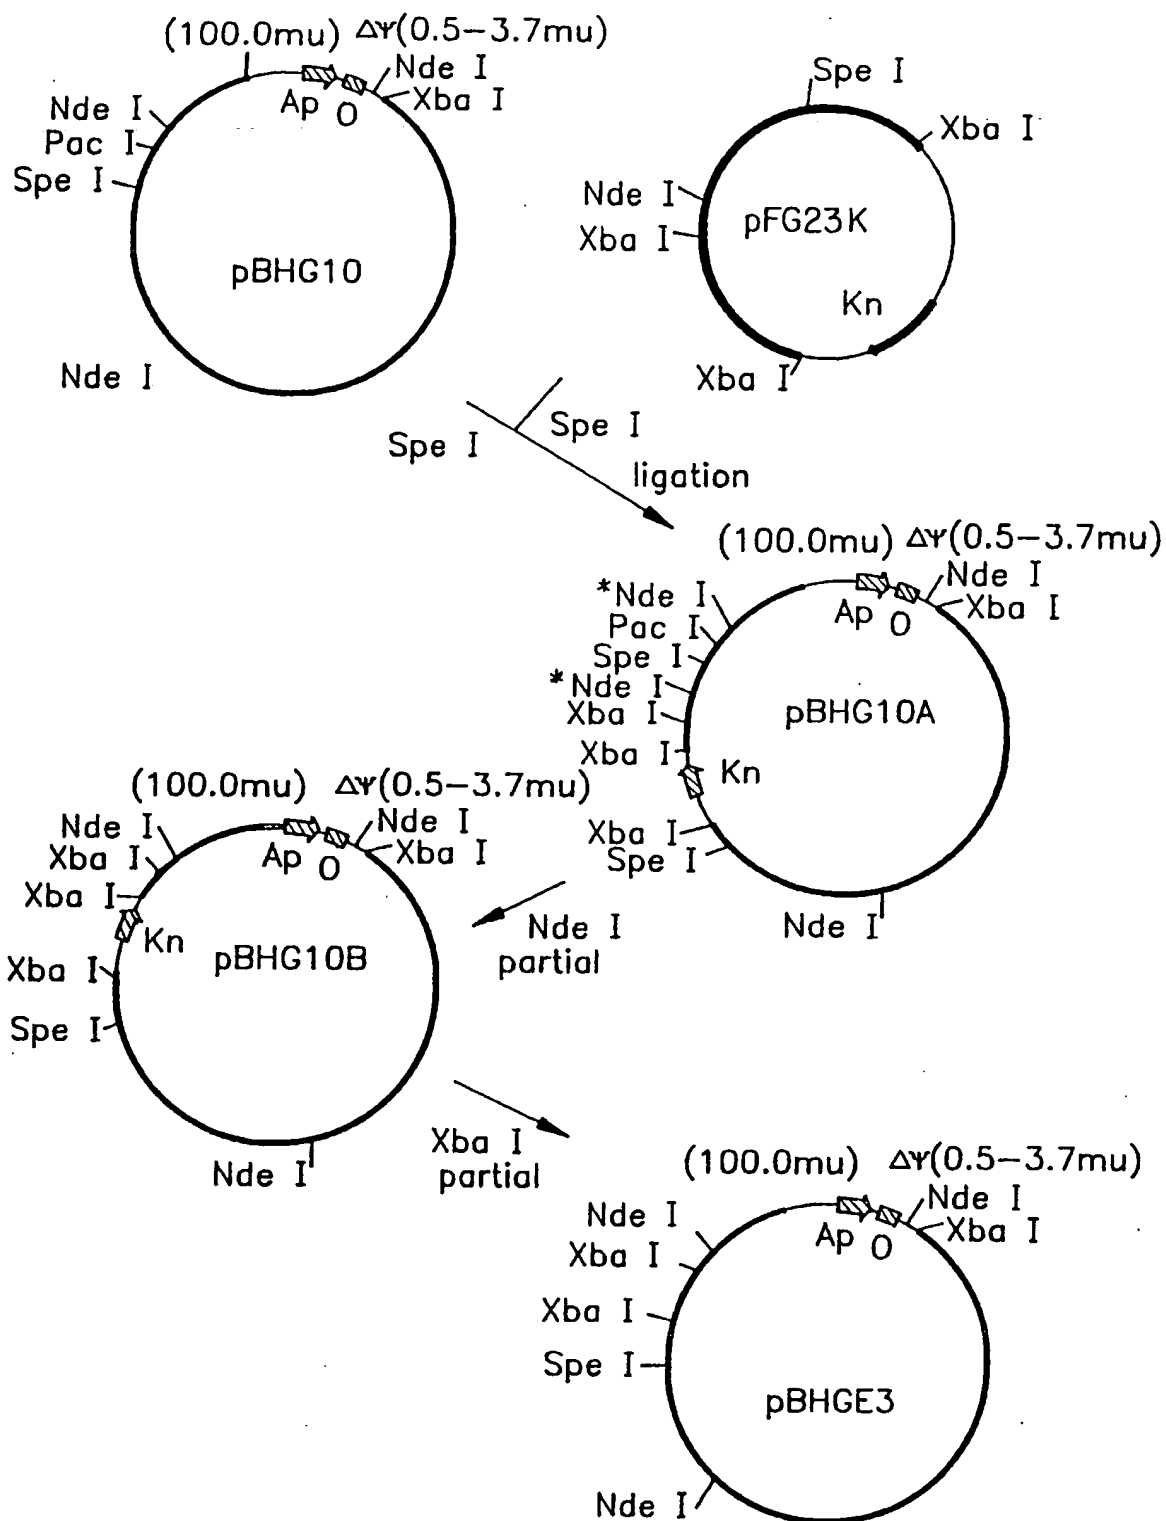 (100.0mu) ΔΨ(0.5–3.7mu)
Nde I
Xba I
Ap O
Nde I
Pac I
Spe I
pBHG10
Nde I
Spe I
Xba I
Nde I
Xba I
pFG23K
Kn
Xba I
Spe I
Spe I
ligation
(100.0mu) ΔΨ(0.5–3.7mu)
Nde I
Xba I
Ap O
*Nde I
Pac I
Spe I
*Nde I
Xba I
Xba I
Kn
pBHG10A
Xba I
Spe I
Nde I
Nde I
partial
(100.0mu) ΔΨ(0.5–3.7mu)
Nde I
Xba I
Ap O
Nde I
Xba I
Xba I
Kn
pBHG10B
Xba I
Spe I
Nde I
Xba I
partial
(100.0mu) ΔΨ(0.5–3.7mu)
Nde I
Xba I
Ap O
Nde I
Xba I
Xba I
Spe I
pBHGE3
Nde I